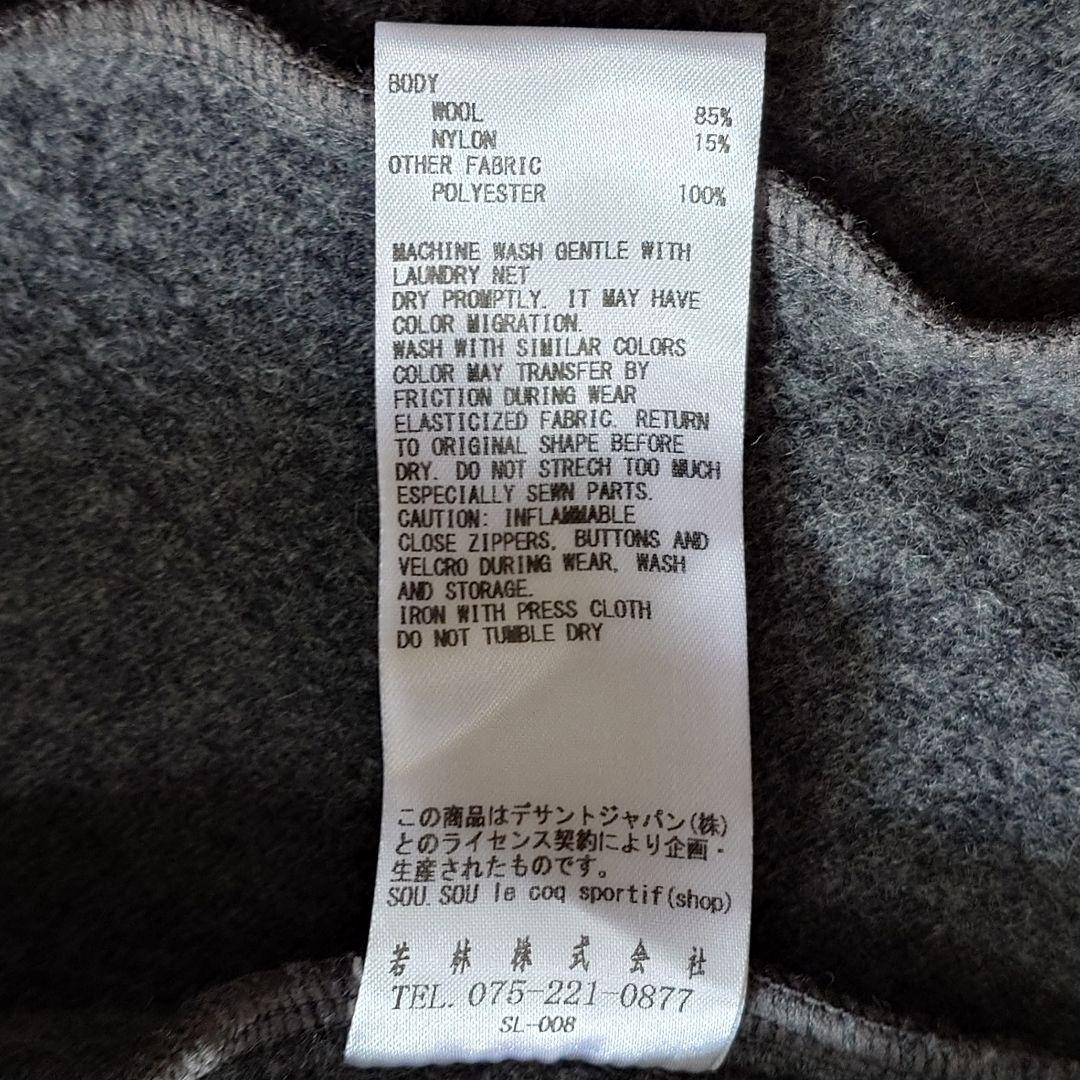 BODY
WOOL 85%
NYLON 15%
OTHER FABRIC
POLYESTER 100%
MACHINE WASH GENTLE WITH
LAUNDRY NET
DRY PROMPTLY. IT MAY HAVE
COLOR MIGRATION.
WASH WITH SIMILAR COLORS
COLOR MAY TRANSFER BY
FRICTION DURING WEAR
ELASTICIZED FABRIC. RETURN
TO ORIGINAL SHAPE BEFORE
DRY. DO NOT STRECH TOO MUCH
ESPECIALLY SEWN PARTS.
CAUTION: INFLAMMABLE
CLOSE ZIPPERS, BUTTONS AND
VELCRO DURING WEAR, WASH
AND STORAGE.
IRON WITH PRESS CLOTH
DO NOT TUMBLE DRY
この商品はデサントジャパン(株)
とのライセンス契約により企画・
生産されたものです。
SOU.SOU le coq sportif(shop)
若林株式会社
TEL. 075-221-0877
SL-008